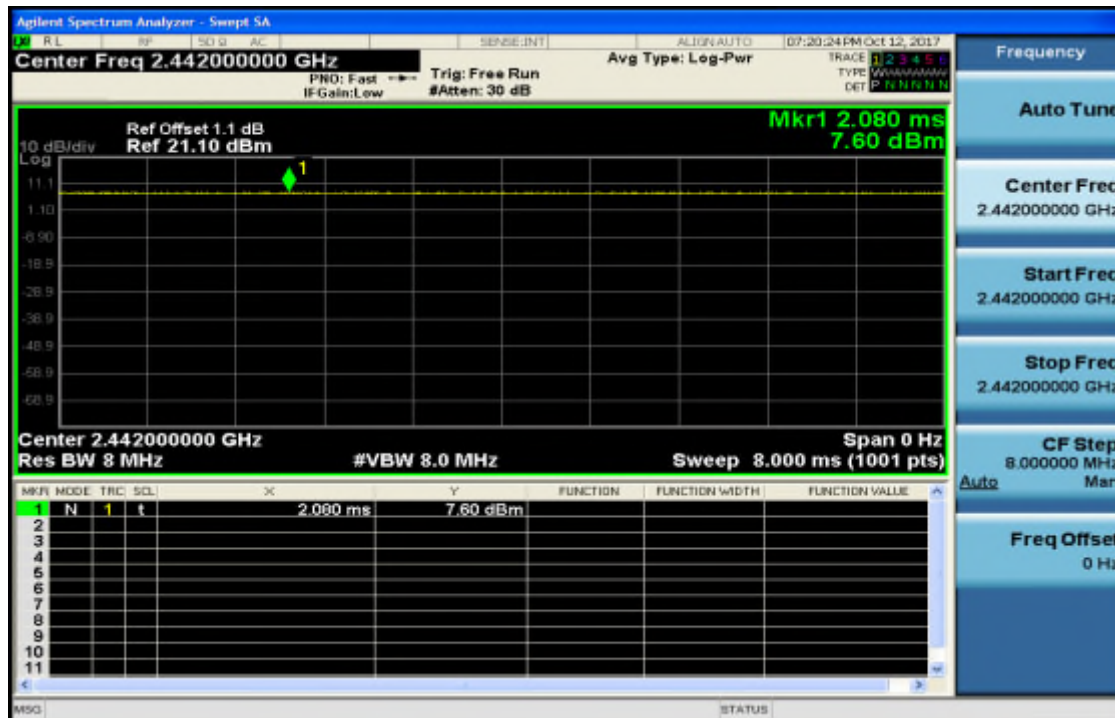 Agilent Spectrum Analyzer - Swept SA
RL RF 50 Ω AC SENSE:INT ALIGN AUTO 07:20:24 PM Oct 12, 2017
Center Freq 2.442000000 GHz
PNO: Fast
IFGain:Low
Trig: Free Run
#Atten: 30 dB
Avg Type: Log-Pwr
TRACE 1 2 3 4 5 6
TYPE
DET P N N N N N
Ref Offset 1.1 dB
10 dB/div Ref 21.10 dBm
Log
Mkr1 2.080 ms
7.60 dBm
1
11.1
1.10
-8.90
-18.9
-28.9
-38.9
-48.9
-58.9
-68.9
Center 2.442000000 GHz Span 0 Hz
Res BW 8 MHz #VBW 8.0 MHz Sweep 8.000 ms (1001 pts)
MKR MODE TRC SCL X Y FUNCTION FUNCTION WIDTH FUNCTION VALUE
1 N 1 t 2.080 ms 7.60 dBm
2
3
4
5
6
7
8
9
10
11
MSG STATUS
Frequency
Auto Tune
Center Freq
2.442000000 GHz
Start Freq
2.442000000 GHz
Stop Freq
2.442000000 GHz
CF Step
8.000000 MHz
Auto Man
Freq Offset
0 Hz